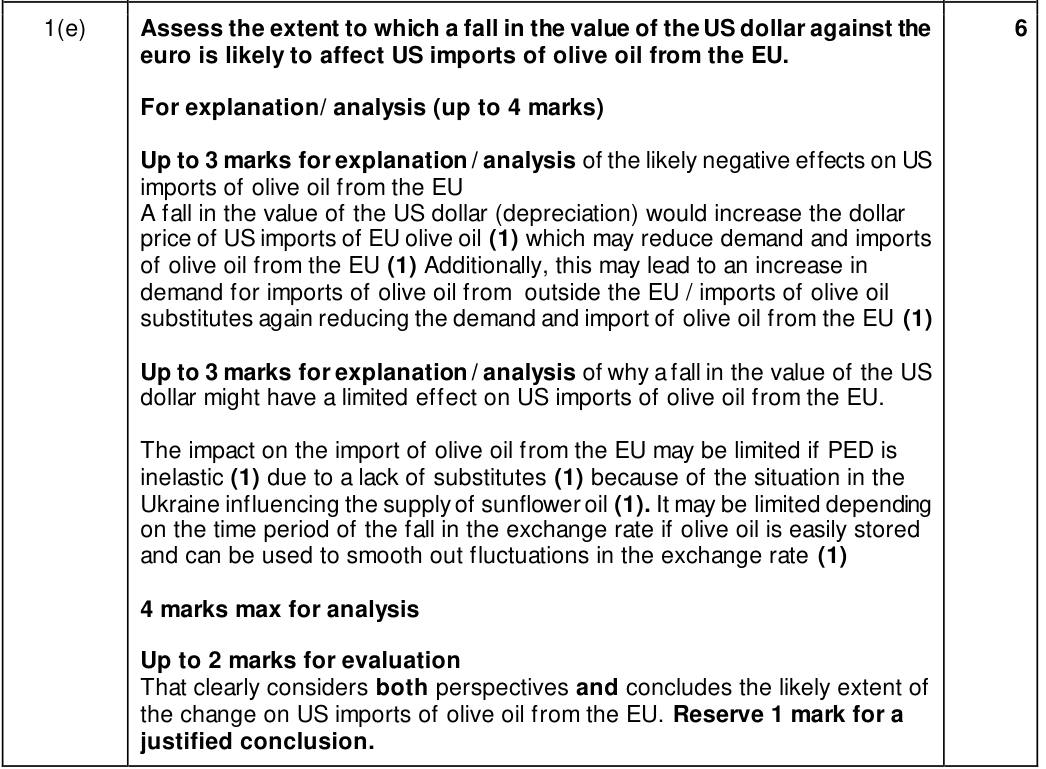 1(e)
Assess the extent to which a fall in the value of the US dollar against the
6
euro is likely to affect US imports of olive oil from the EU.
For explanation/ analysis (up to 4 marks)
Up to 3 marks for explanation / analysis of the likely negative effects on US
imports of olive oil from the EU
A fall in the value of the US dollar (depreciation) would increase the dollar
price of US imports of EU olive oil (1) which may reduce demand and imports
of olive oil from the EU (1) Additionally, this may lead to an increase in
demand for imports of olive oil from outside the EU / imports of olive oil
substitutes again reducing the demand and import of olive oil from the EU (1)
Up to 3 marks for explanation / analysis of why a fall in the value of the US
dollar might have a limited effect on US imports of olive oil from the EU.
The impact on the import of olive oil from the EU may be limited if PED is
inelastic (1) due to a lack of substitutes (1) because of the situation in the
Ukraine influencing the supply of sunflower oil (1). It may be limited depending
on the time period of the fall in the exchange rate if olive oil is easily stored
and can be used to smooth out fluctuations in the exchange rate (1)
4 marks max for analysis
Up to 2 marks for evaluation
That clearly considers both perspectives and concludes the likely extent of
the change on US imports of olive oil from the EU. Reserve 1 mark for a
justified conclusion.